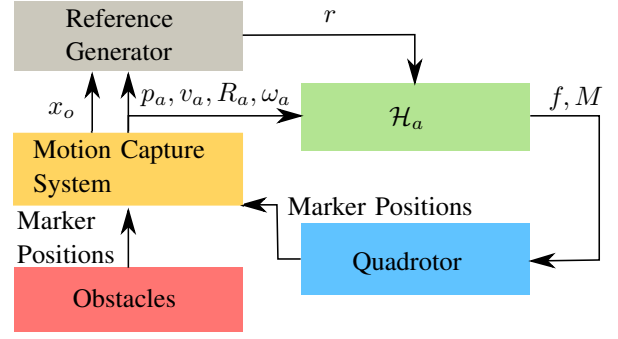 Reference
Generator
r
x_o
p_a, v_a, R_a, ω_a
ℋ_a
f, M
Motion Capture
System
Marker
Positions
Marker Positions
Quadrotor
Obstacles